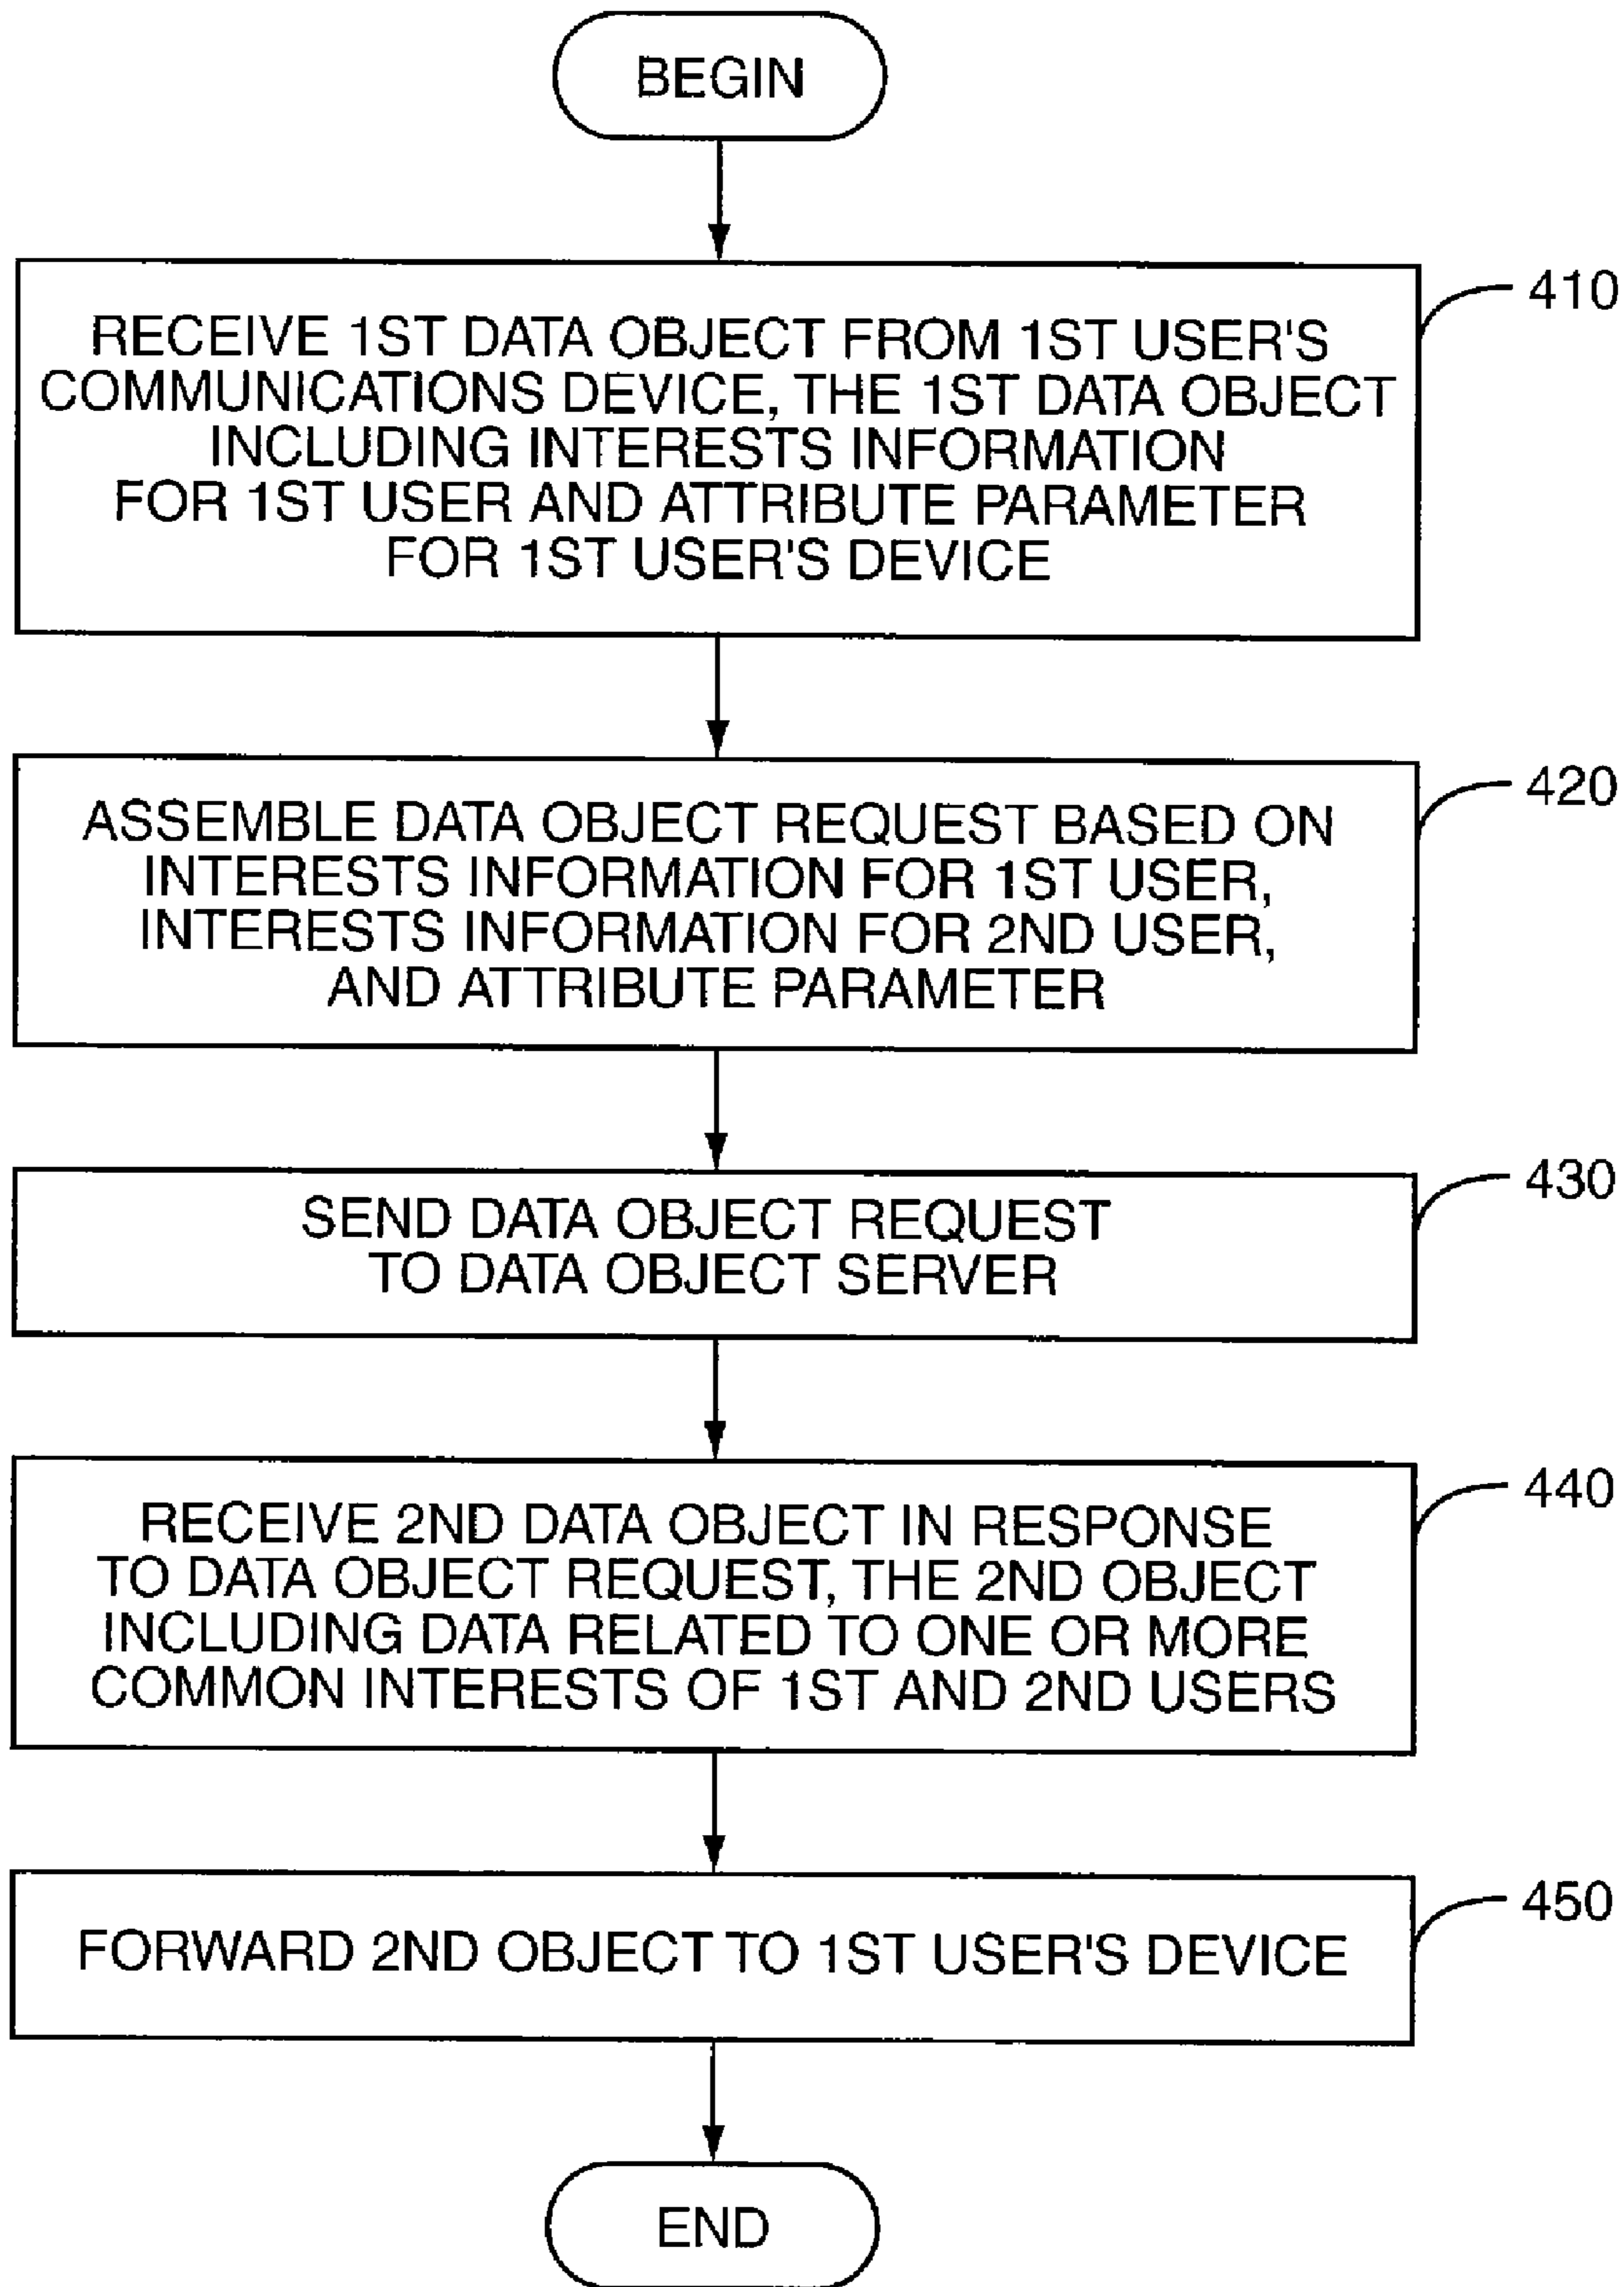 BEGIN
410
RECEIVE 1ST DATA OBJECT FROM 1ST USER'S
COMMUNICATIONS DEVICE, THE 1ST DATA OBJECT
INCLUDING INTERESTS INFORMATION
FOR 1ST USER AND ATTRIBUTE PARAMETER
FOR 1ST USER'S DEVICE
420
ASSEMBLE DATA OBJECT REQUEST BASED ON
INTERESTS INFORMATION FOR 1ST USER,
INTERESTS INFORMATION FOR 2ND USER,
AND ATTRIBUTE PARAMETER
430
SEND DATA OBJECT REQUEST
TO DATA OBJECT SERVER
440
RECEIVE 2ND DATA OBJECT IN RESPONSE
TO DATA OBJECT REQUEST, THE 2ND OBJECT
INCLUDING DATA RELATED TO ONE OR MORE
COMMON INTERESTS OF 1ST AND 2ND USERS
450
FORWARD 2ND OBJECT TO 1ST USER'S DEVICE
END